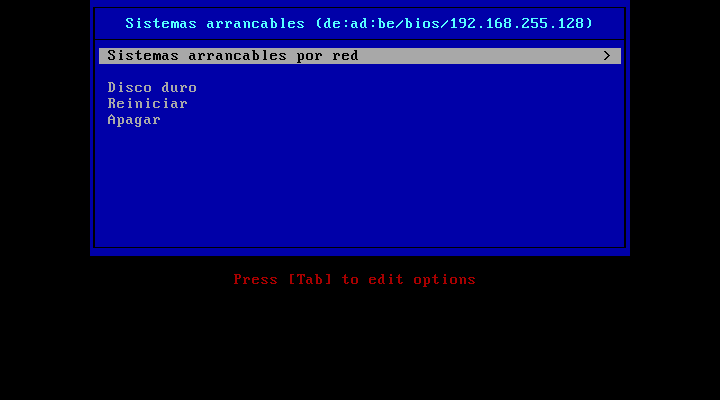 Sistemas arrancables (de:ad:be/bios/192.168.255.128)
Sistemas arrancables por red >
Disco duro
Reiniciar
Apagar
Press [Tab] to edit options